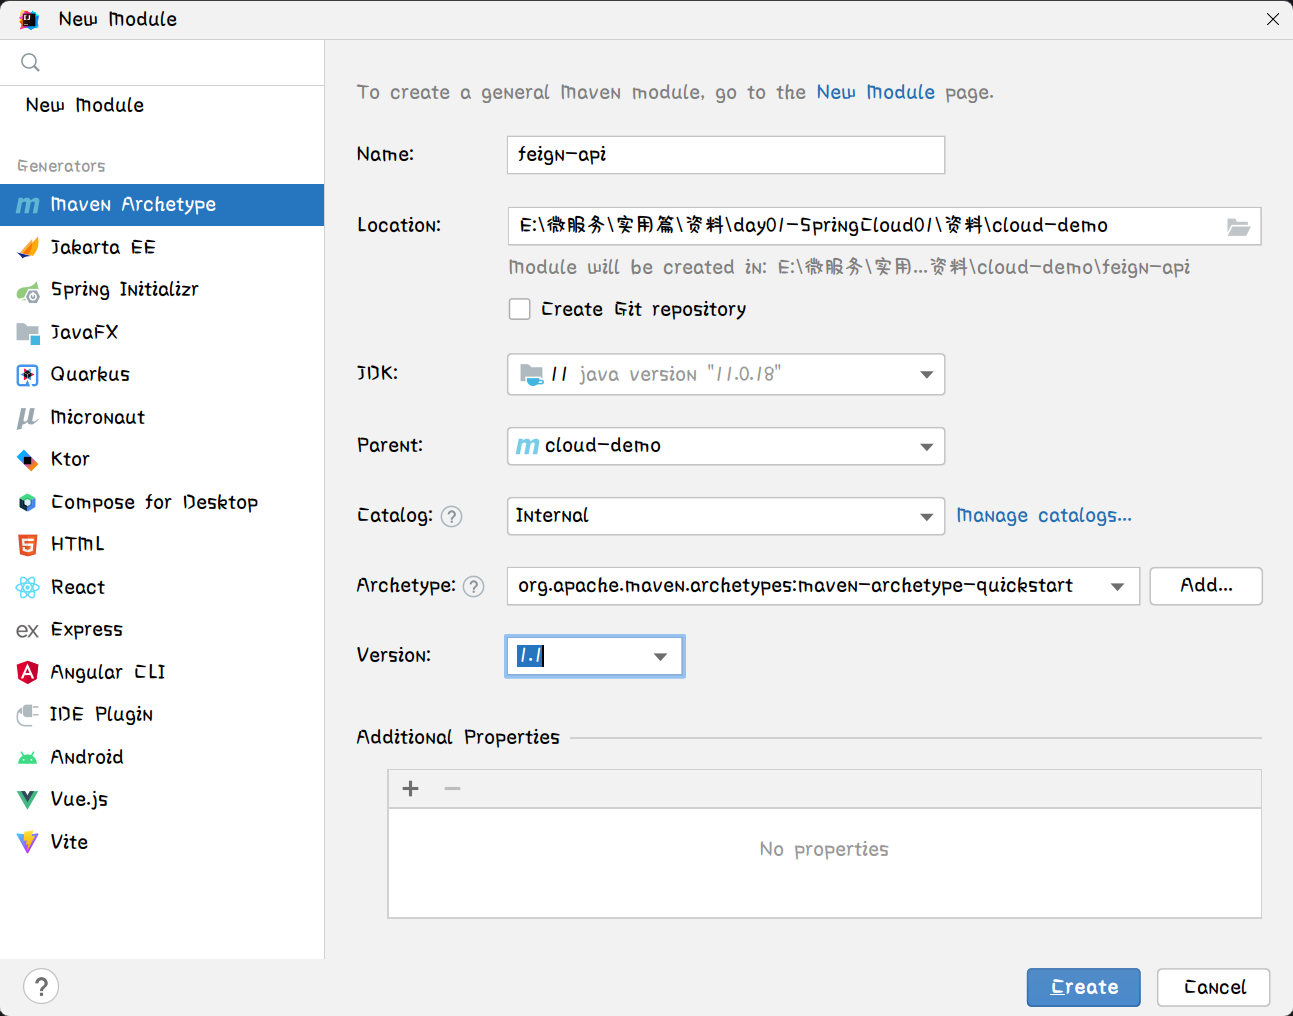 New Module
New Module
Generators
Maven Archetype
Jakarta EE
Spring Initializr
JavaFX
Quarkus
Micronaut
Ktor
Compose for Desktop
HTML
React
Express
Angular CLI
IDE Plugin
Android
Vue.js
Vite
To create a general Maven module, go to the New Module page.
Name: feign-api
Location: E:\微服务\实用篇\资料\day01-SpringCloud01\资料\cloud-demo
Module will be created in: E:\微服务\实用...资料\cloud-demo\feign-api
Create Git repository
JDK: 11 java version "11.0.18"
Parent: cloud-demo
Catalog: ? Internal Manage catalogs...
Archetype: ? org.apache.maven.archetypes:maven-archetype-quickstart Add...
Version: 1.1
Additional Properties
No properties
? Create Cancel